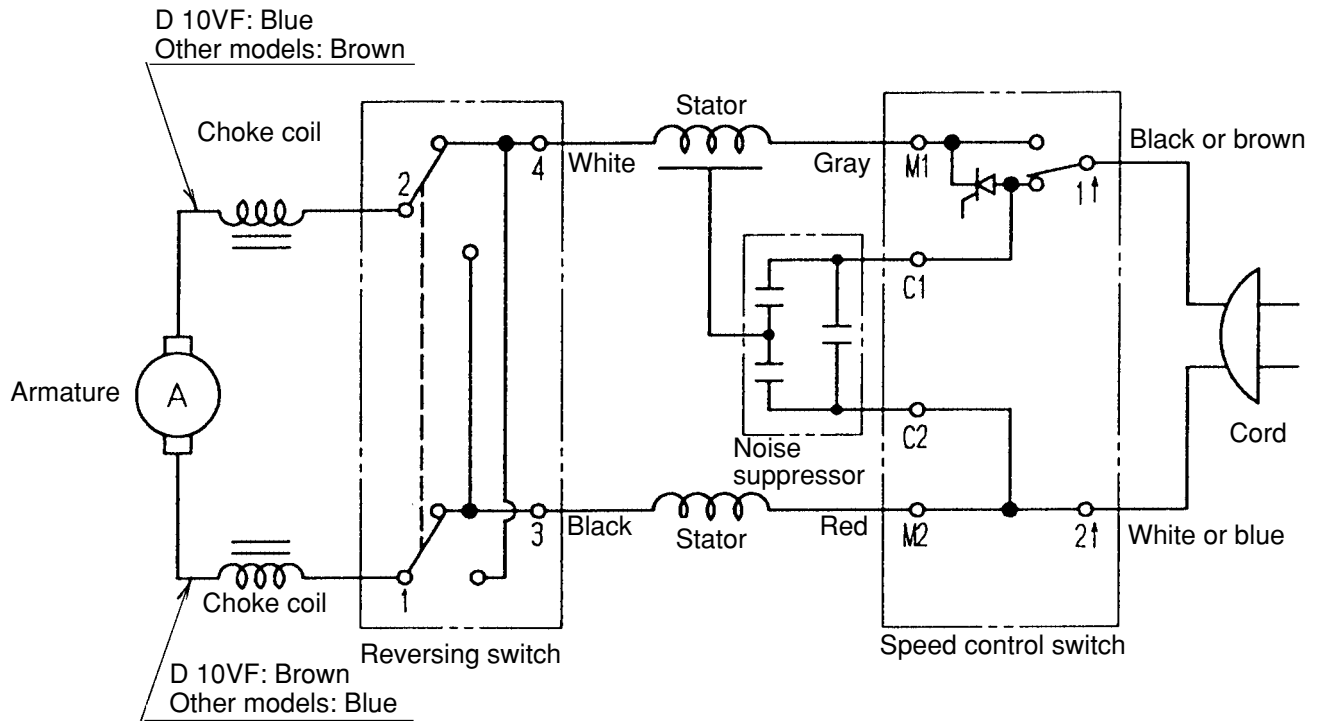 D 10VF: Blue
Other models: Brown
Choke coil
Stator
Black or brown
White
Gray
4
M1
1↑
2
C1
Armature
A
Noise
suppressor
C2
Cord
3
Black
Stator
Red
M2
2↑
White or blue
Choke coil
↑
1
Reversing switch
Speed control switch
D 10VF: Brown
Other models: Blue